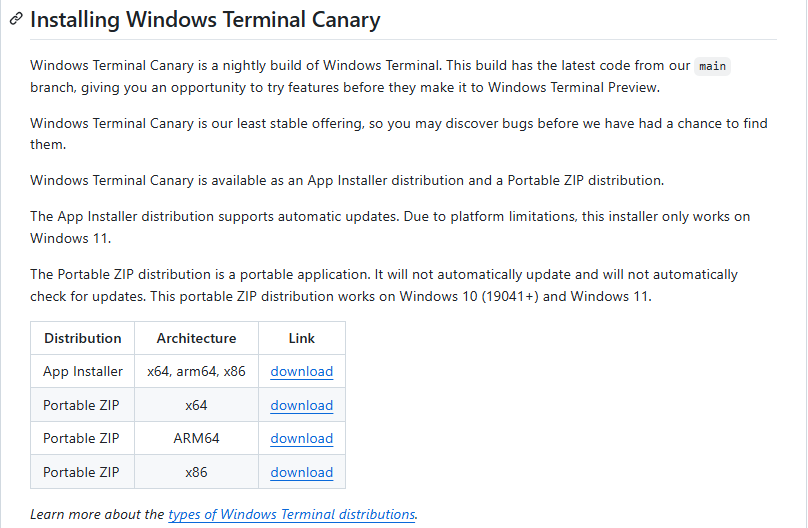 Installing Windows Terminal Canary
Windows Terminal Canary is a nightly build of Windows Terminal. This build has the latest code from our main
branch, giving you an opportunity to try features before they make it to Windows Terminal Preview.
Windows Terminal Canary is our least stable offering, so you may discover bugs before we have had a chance to find
them.
Windows Terminal Canary is available as an App Installer distribution and a Portable ZIP distribution.
The App Installer distribution supports automatic updates. Due to platform limitations, this installer only works on
Windows 11.
The Portable ZIP distribution is a portable application. It will not automatically update and will not automatically
check for updates. This portable ZIP distribution works on Windows 10 (19041+) and Windows 11.
Distribution Architecture Link
App Installer x64, arm64, x86 download
Portable ZIP x64 download
Portable ZIP ARM64 download
Portable ZIP x86 download
Learn more about the types of Windows Terminal distributions.